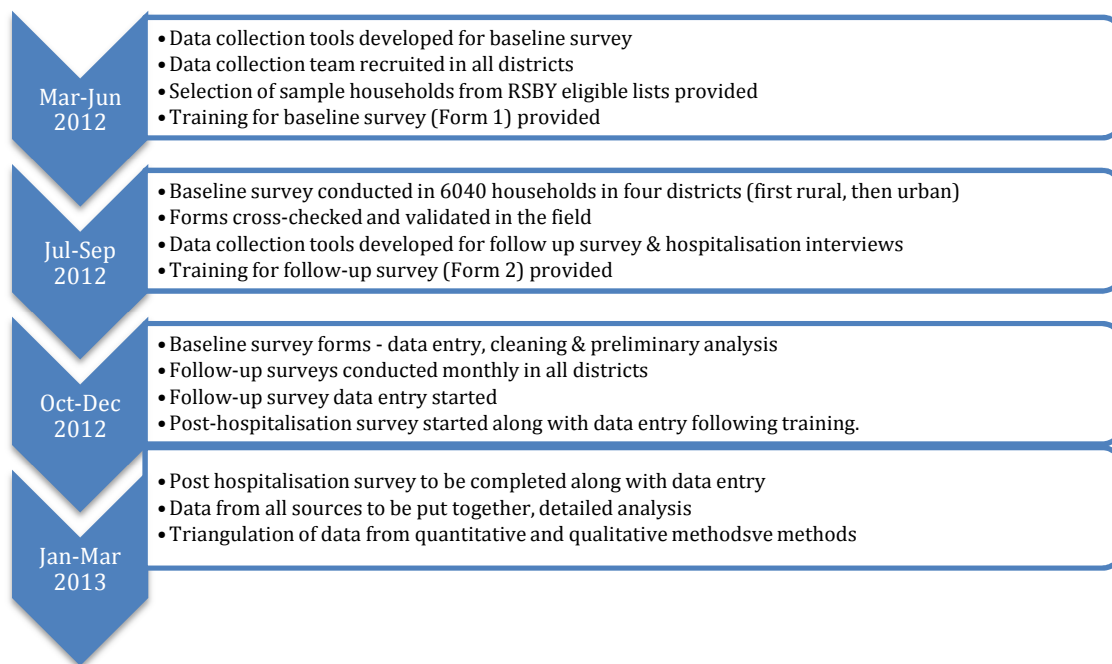 Mar-Jun
2012
• Data collection tools developed for baseline survey
• Data collection team recruited in all districts
• Selection of sample households from RSBY eligible lists provided
• Training for baseline survey (Form 1) provided
Jul-Sep
2012
• Baseline survey conducted in 6040 households in four districts (first rural, then urban)
• Forms cross-checked and validated in the field
• Data collection tools developed for follow up survey & hospitalisation interviews
• Training for follow-up survey (Form 2) provided
Oct-Dec
2012
• Baseline survey forms - data entry, cleaning & preliminary analysis
• Follow-up surveys conducted monthly in all districts
• Follow-up survey data entry started
• Post-hospitalisation survey started along with data entry following training.
Jan-Mar
2013
• Post hospitalisation survey to be completed along with data entry
• Data from all sources to be put together, detailed analysis
• Triangulation of data from quantitative and qualitative methodsve methods